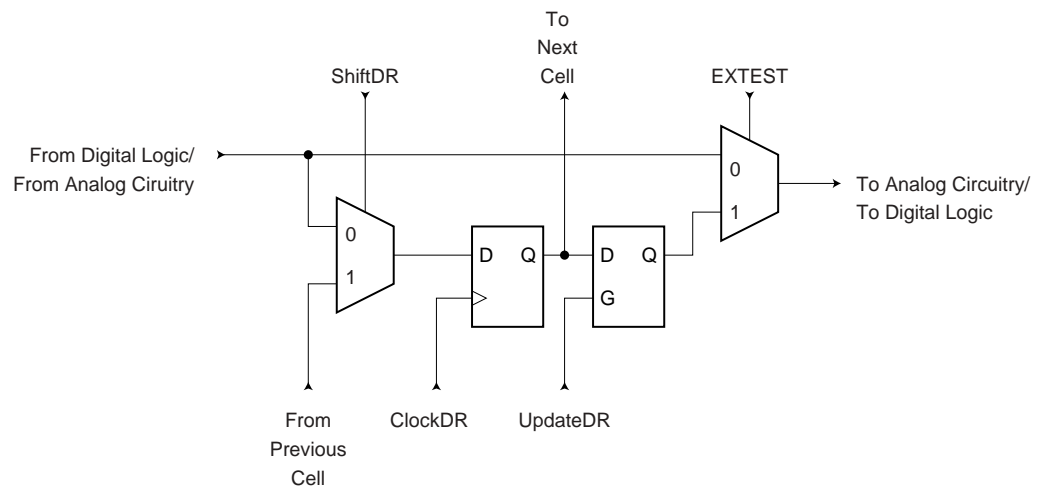 To
Next
Cell
ShiftDR
EXTEST
From Digital Logic/
From Analog Ciruitry
0
1
To Analog Circuitry/
To Digital Logic
0
1
D Q
D Q
G
From
Previous
Cell
ClockDR
UpdateDR